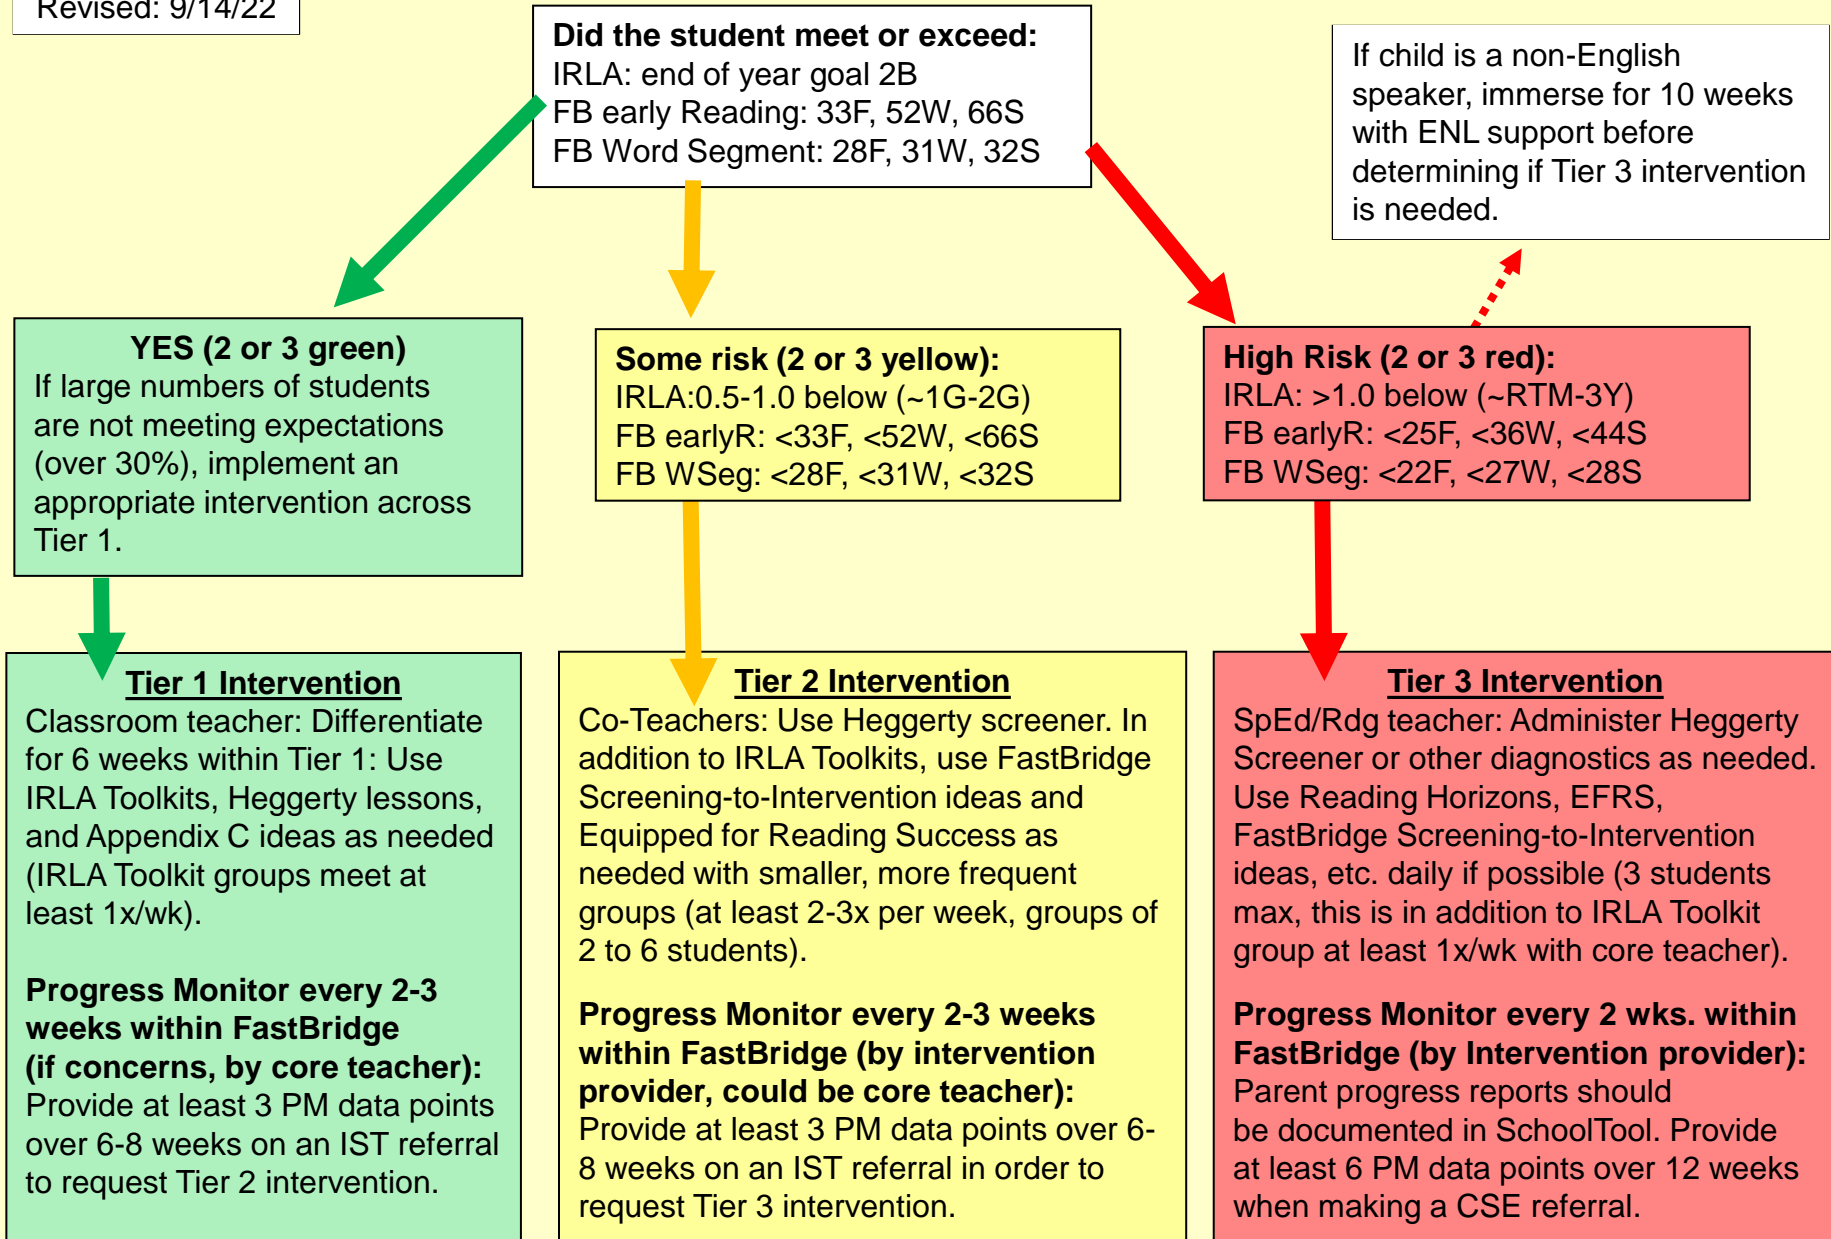 Revised: 9/14/22
Did the student meet or exceed:
IRLA: end of year goal 2B
FB early Reading: 33F, 52W, 66S
FB Word Segment: 28F, 31W, 32S
If child is a non-English
speaker, immerse for 10 weeks
with ENL support before
determining if Tier 3 intervention
is needed.
YES (2 or 3 green)
If large numbers of students
are not meeting expectations
(over 30%), implement an
appropriate intervention across
Tier 1.
Some risk (2 or 3 yellow):
IRLA:0.5-1.0 below (~1G-2G)
FB earlyR: <33F, <52W, <66S
FB WSeg: <28F, <31W, <32S
High Risk (2 or 3 red):
IRLA: >1.0 below (~RTM-3Y)
FB earlyR: <25F, <36W, <44S
FB WSeg: <22F, <27W, <28S
Tier 1 Intervention
Classroom teacher: Differentiate
for 6 weeks within Tier 1: Use
IRLA Toolkits, Heggerty lessons,
and Appendix C ideas as needed
(IRLA Toolkit groups meet at
least 1x/wk).
Progress Monitor every 2-3
weeks within FastBridge
(if concerns, by core teacher):
Provide at least 3 PM data points
over 6-8 weeks on an IST referral
to request Tier 2 intervention.
Tier 2 Intervention
Co-Teachers: Use Heggerty screener. In
addition to IRLA Toolkits, use FastBridge
Screening-to-Intervention ideas and
Equipped for Reading Success as
needed with smaller, more frequent
groups (at least 2-3x per week, groups of
2 to 6 students).
Progress Monitor every 2-3 weeks
within FastBridge (by intervention
provider, could be core teacher):
Provide at least 3 PM data points over 6-
8 weeks on an IST referral in order to
request Tier 3 intervention.
Tier 3 Intervention
SpEd/Rdg teacher: Administer Heggerty
Screener or other diagnostics as needed.
Use Reading Horizons, EFRS,
FastBridge Screening-to-Intervention
ideas, etc. daily if possible (3 students
max, this is in addition to IRLA Toolkit
group at least 1x/wk with core teacher).
Progress Monitor every 2 wks. within
FastBridge (by Intervention provider):
Parent progress reports should
be documented in SchoolTool. Provide
at least 6 PM data points over 12 weeks
when making a CSE referral.